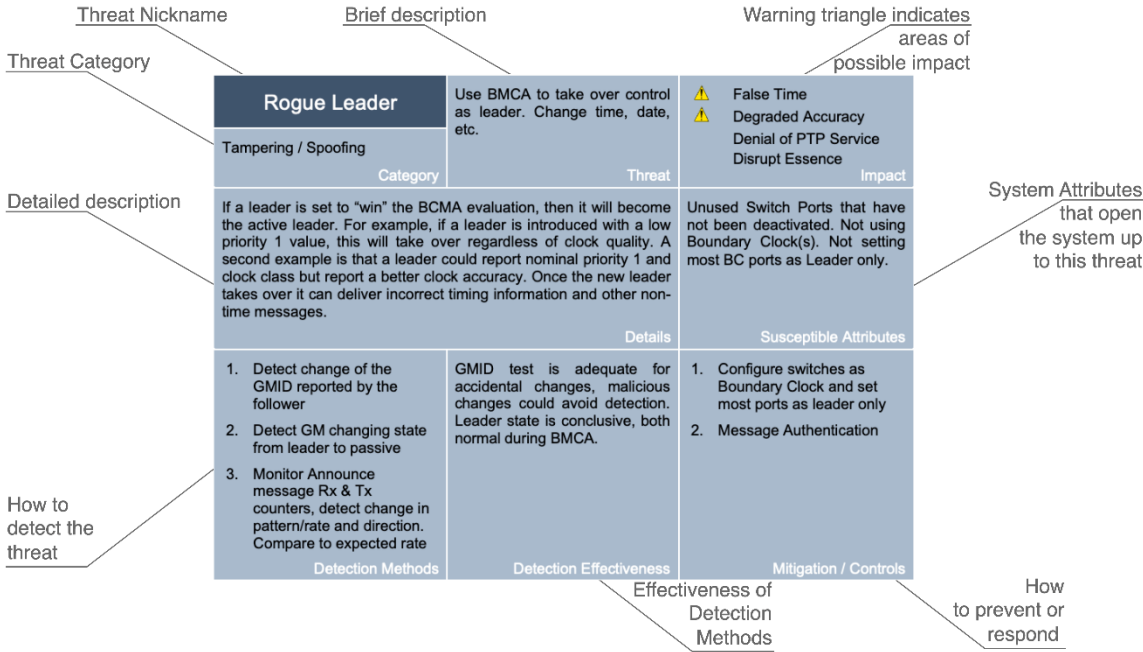 Threat Nickname
Brief description
Warning triangle indicates
areas of
possible impact
Threat Category
Rogue Leader
Tampering / Spoofing
Category
Use BMCA to take over control
as leader. Change time, date,
etc.
Threat
False Time
Degraded Accuracy
Denial of PTP Service
Disrupt Essence
Impact
Detailed description
If a leader is set to “win” the BCMA evaluation, then it will become
the active leader. For example, if a leader is introduced with a low
priority 1 value, this will take over regardless of clock quality. A
second example is that a leader could report nominal priority 1 and
clock class but report a better clock accuracy. Once the new leader
takes over it can deliver incorrect timing information and other non-
time messages.
Details
Unused Switch Ports that have
not been deactivated. Not using
Boundary Clock(s). Not setting
most BC ports as Leader only.
Susceptible Attributes
System Attributes
that open
the system up
to this threat
1. Detect change of the
GMID reported by the
follower
2. Detect GM changing state
from leader to passive
3. Monitor Announce
message Rx & Tx
counters, detect change in
pattern/rate and direction.
Compare to expected rate
Detection Methods
GMID test is adequate for
accidental changes, malicious
changes could avoid detection.
Leader state is conclusive, both
normal during BMCA.
Detection Effectiveness
1. Configure switches as
Boundary Clock and set
most ports as leader only
2. Message Authentication
Mitigation / Controls
How to
detect the
threat
Effectiveness of
Detection
Methods
How
to prevent or
respond